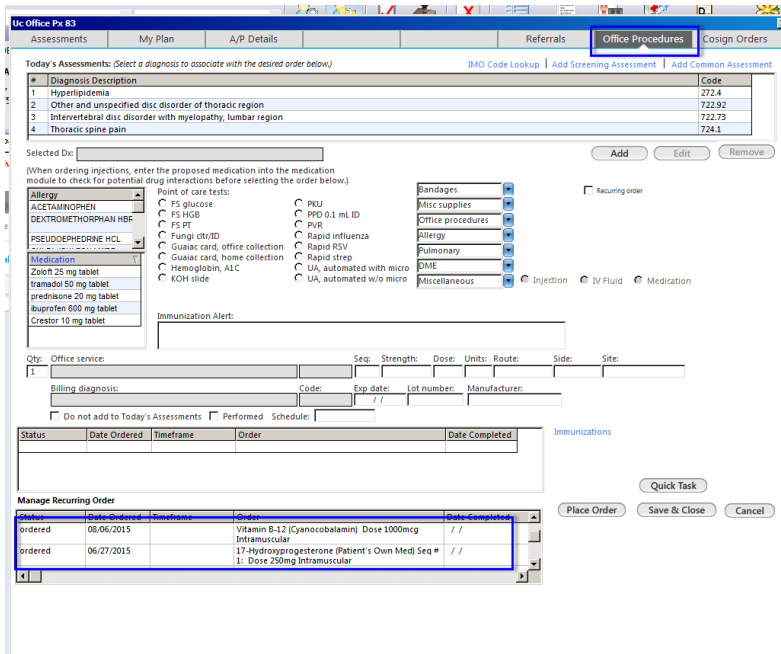 Uc Office Px 83
Assessments My Plan A/P Details Referrals Office Procedures Cosign Orders
Today's Assessments: (Select a diagnosis to associate with the desired order below.) IMO Code Lookup | Add Screening Assessment | Add Common Assessment
# Diagnosis Description Code
1 Hyperlipidemia 272.4
2 Other and unspecified disc disorder of thoracic region 722.92
3 Intervertebral disc disorder with myelopathy, lumbar region 722.73
4 Thoracic spine pain 724.1
Selected Dx: Add Edit Remove
(When ordering injections, enter the proposed medication into the medication
module to check for potential drug interactions before selecting the order below.)
Allergy
ACETAMINOPHEN
DEXTROMETHORPHAN HBR
PSEUDOEPHEDRINE HCL
Medication
Zoloft 25 mg tablet
tramadol 50 mg tablet
prednisone 20 mg tablet
ibuprofen 600 mg tablet
Crestor 10 mg tablet
Point of care tests:
FS glucose
FS HGB
FS PT
Fungi cltr/ID
Guaiac card, office collection
Guaiac card, home collection
Hemoglobin, A1C
KOH slide
PKU
PPD 0.1 mL ID
PVR
Rapid influenza
Rapid RSV
Rapid strep
UA, automated with micro
UA, automated w/o micro
Bandages
Misc supplies
Office procedures
Allergy
Pulmonary
DME
Miscellaneous
Recurring order
Injection IV Fluid Medication
Immunization Alert:
Qty: Office service: Seq: Strength: Dose: Units: Route: Side: Site:
1
Billing diagnosis: Code: Exp date: Lot number: Manufacturer:
/ /
Do not add to Today's Assessments Performed Schedule:
Status Date Ordered Timeframe Order Date Completed
Immunizations
Quick Task
Manage Recurring Order
Place Order Save & Close Cancel
Status Date Ordered Timeframe Order Date Completed
ordered 08/06/2015 Vitamin B-12 (Cyanocobalamin) Dose 1000mcg / /
Intramuscular
ordered 06/27/2015 17-Hydroxyprogesterone (Patient's Own Med) Seq # / /
1: Dose 250mg Intramuscular